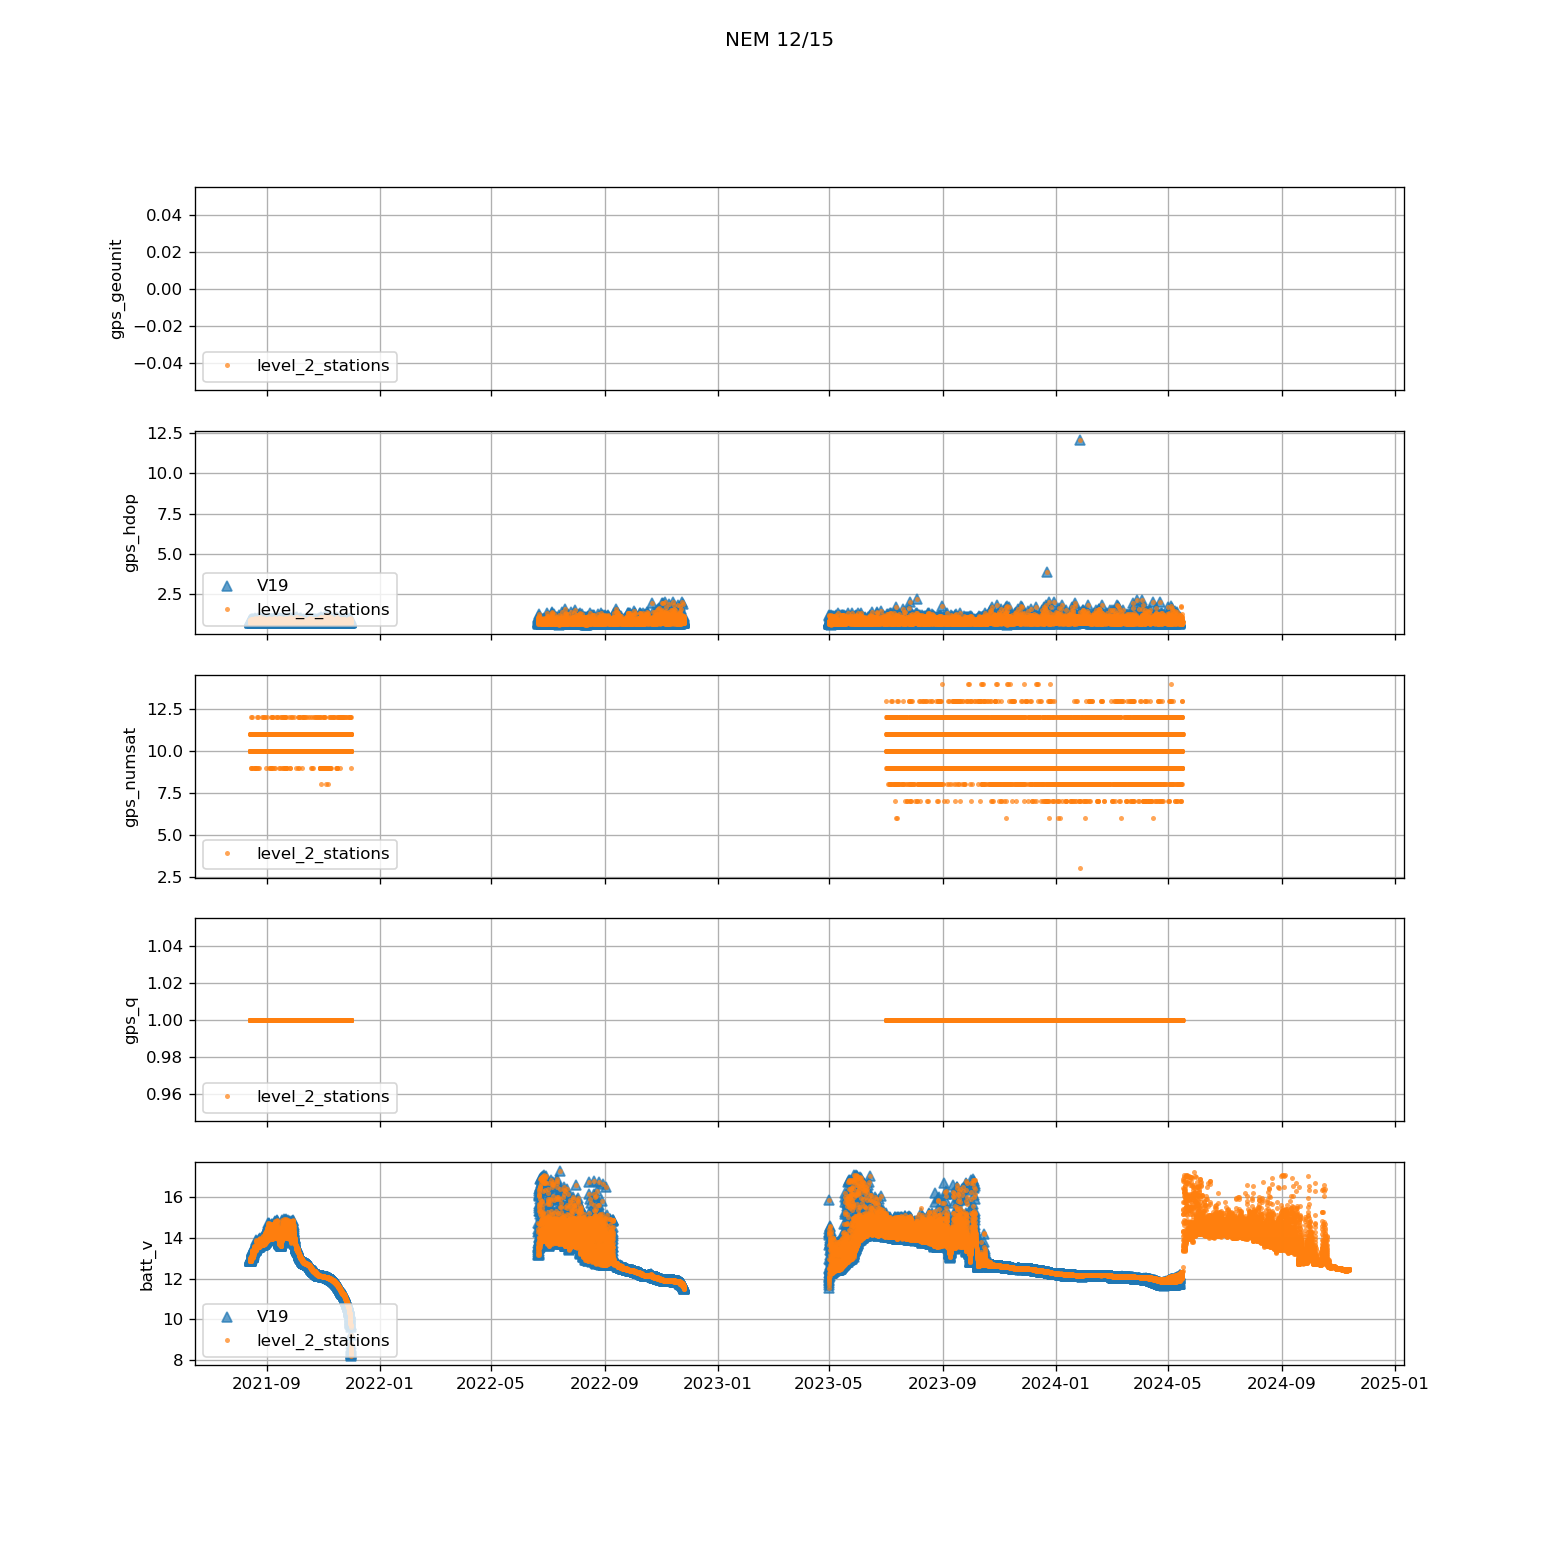 NEM 12/15
gps_geounit
0.04
0.02
0.00
−0.02
−0.04
level_2_stations
gps_hdop
12.5
10.0
7.5
5.0
2.5
V19
level_2_stations
gps_numsat
12.5
10.0
7.5
5.0
2.5
level_2_stations
gps_q
1.04
1.02
1.00
0.98
0.96
level_2_stations
batt_v
16
14
12
10
8
V19
level_2_stations
2021-09 2022-01 2022-05 2022-09 2023-01 2023-05 2023-09 2024-01 2024-05 2024-09 2025-01